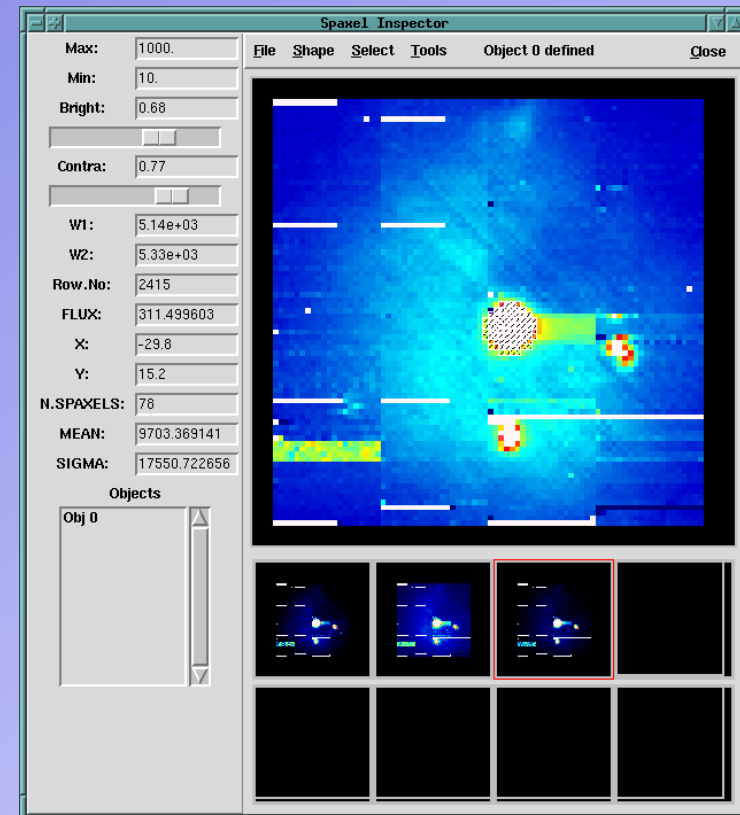 Spaxel Inspector
Max: 1000.
Min: 10.
Bright: 0.68
Contra: 0.77
W1: 5.14e+03
W2: 5.33e+03
Row.No: 2415
FLUX: 311.499603
X: -29.8
Y: 15.2
N.SPAXELS: 78
MEAN: 9703.369141
SIGMA: 17550.722656
Objects
Obj 0
File Shape Select Tools Object 0 defined Close